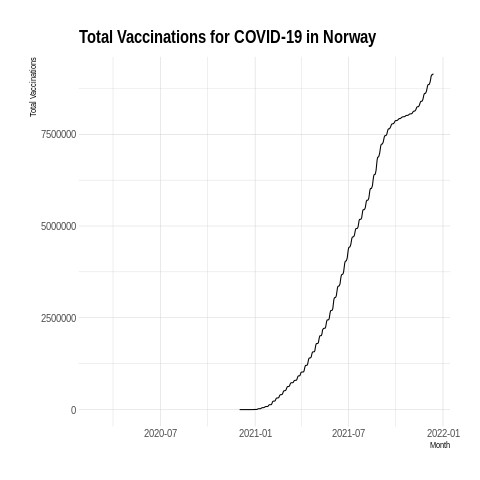 Total Vaccinations for COVID-19 in Norway
Total Vaccinations
7500000
5000000
2500000
0
2020-07 2021-01 2021-07 2022-01
Month